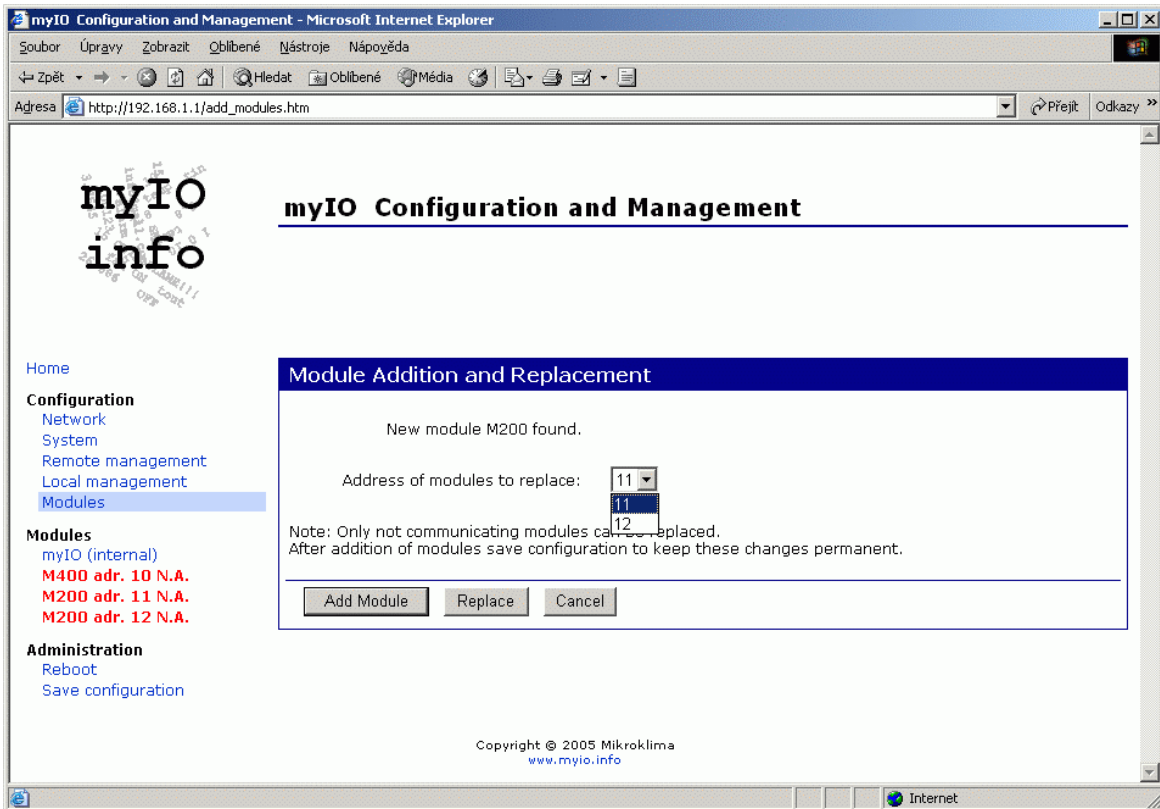 myIO Configuration and Management - Microsoft Internet Explorer
Soubor Úpravy Zobrazit Oblíbené Nástroje Nápověda
Zpět Hledat Oblíbené Média
Adresa http://192.168.1.1/add_modules.htm Přejít Odkazy »
myIO
info
myIO Configuration and Management
Home
Configuration
Network
System
Remote management
Local management
Modules
Modules
myIO (internal)
M400 adr. 10 N.A.
M200 adr. 11 N.A.
M200 adr. 12 N.A.
Administration
Reboot
Save configuration
Module Addition and Replacement
New module M200 found.
Address of modules to replace: 11
11
12
Note: Only not communicating modules can be replaced.
After addition of modules save configuration to keep these changes permanent.
Add Module Replace Cancel
Copyright © 2005 Mikroklima
www.myio.info
Internet